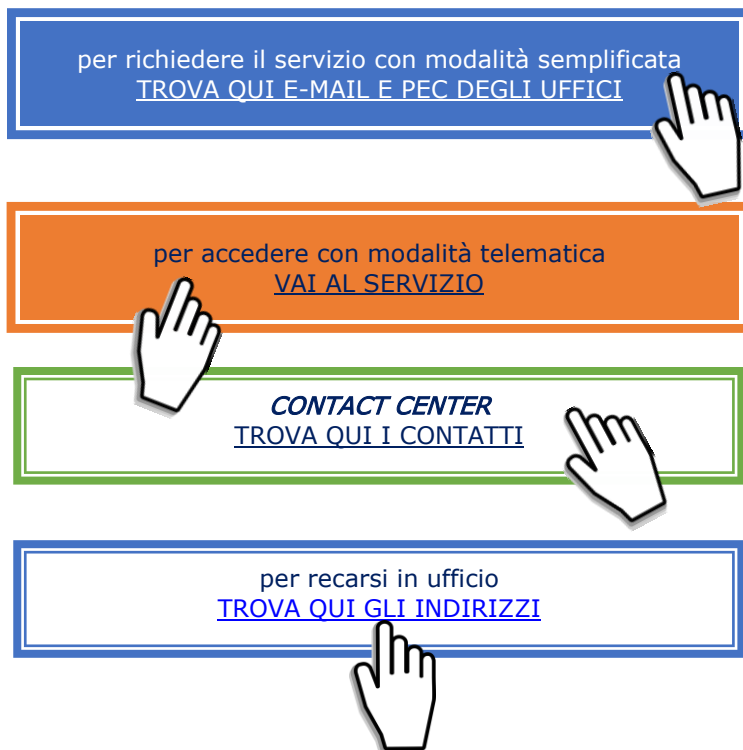 per richiedere il servizio con modalità semplificata
TROVA QUI E-MAIL E PEC DEGLI UFFICI
per accedere con modalità telematica
VAI AL SERVIZIO
CONTACT CENTER
TROVA QUI I CONTATTI
per recarsi in ufficio
TROVA QUI GLI INDIRIZZI